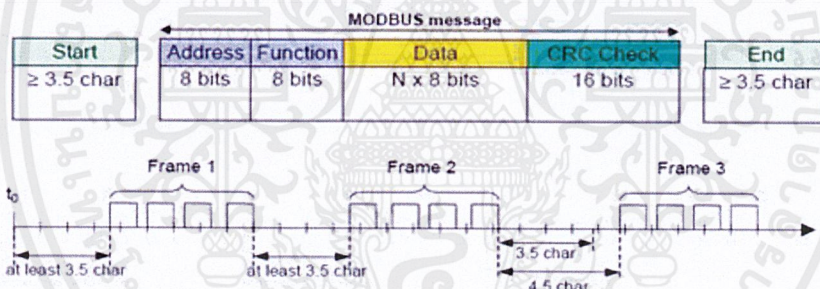 MODBUS message
Start Address Function Data CRC Check End
≥ 3.5 char 8 bits 8 bits N x 8 bits 16 bits ≥ 3.5 char
Frame 1 Frame 2 Frame 3
t0
at least 3.5 char at least 3.5 char 3.5 char
4.5 char